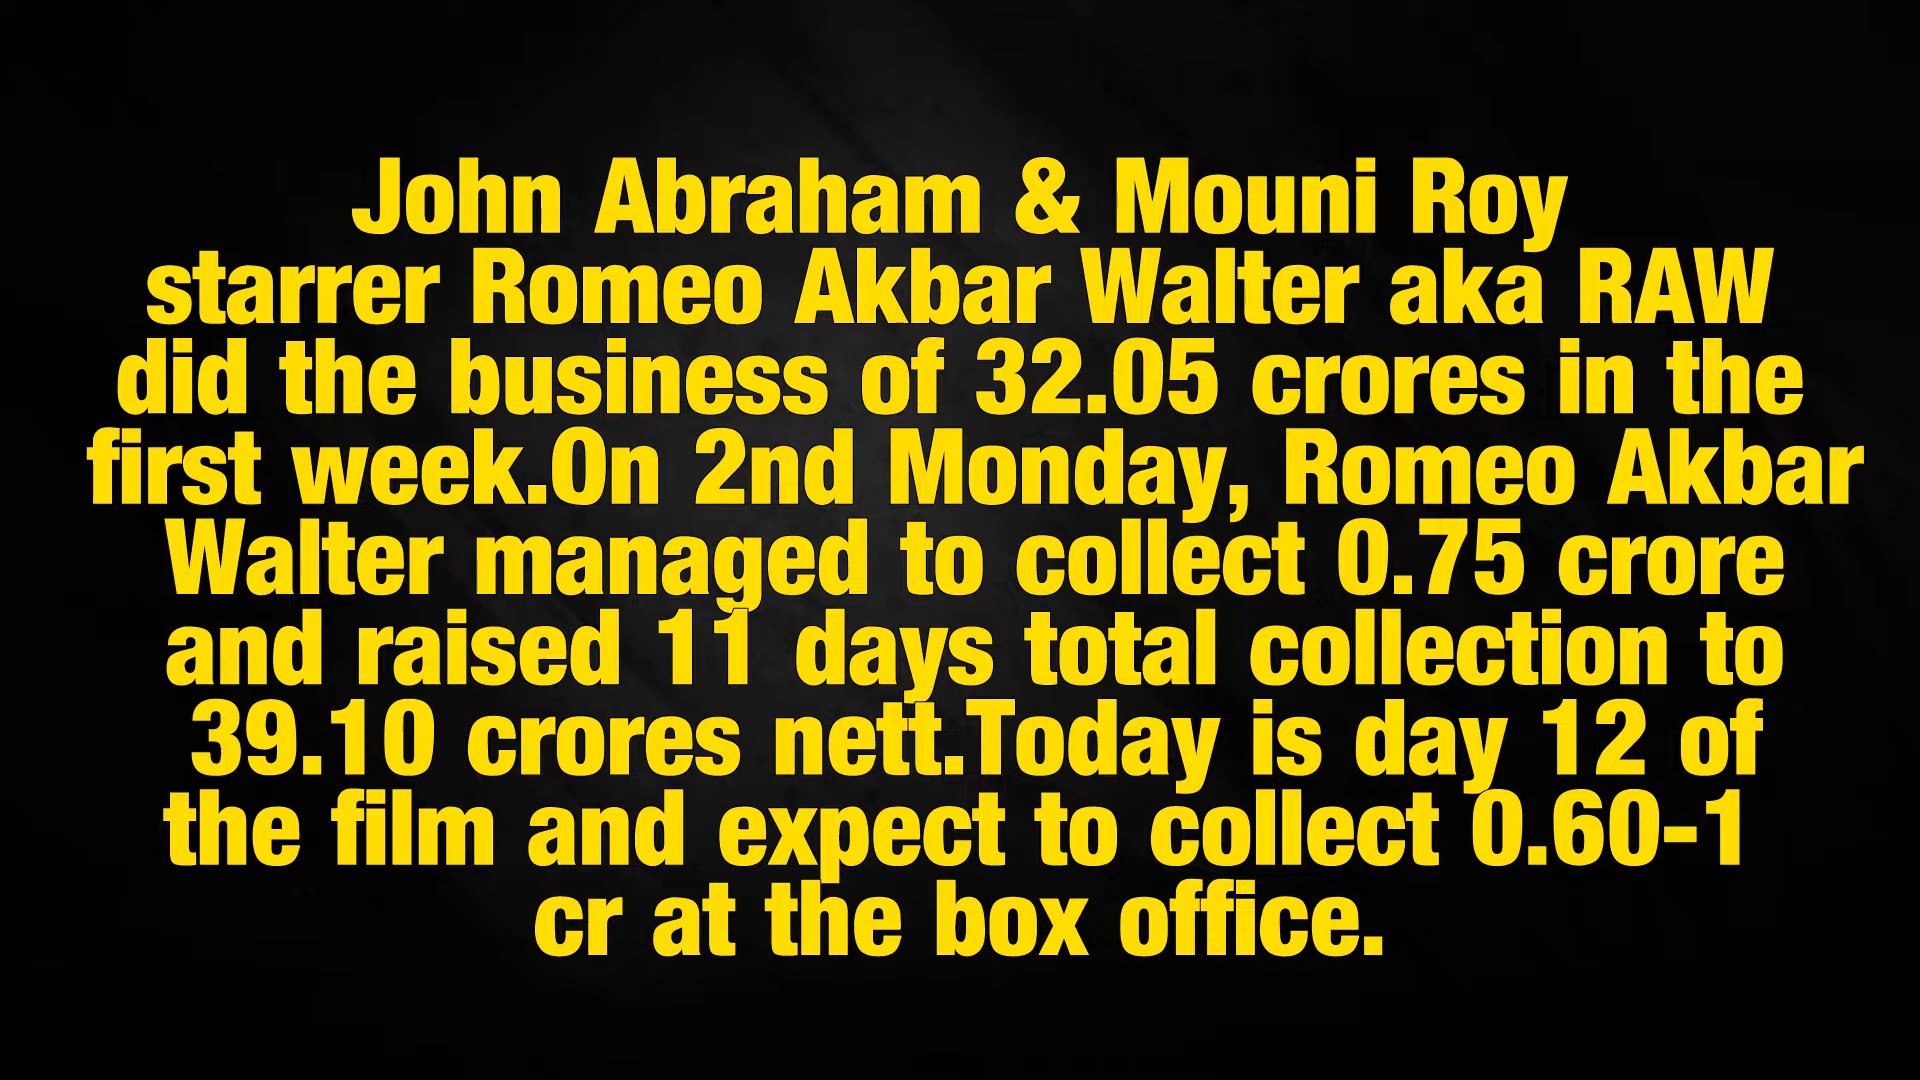 John Abraham & Mouni Roy
starrer Romeo Akbar Walter aka RAW
did the business of 32.05 crores in the
first week.On 2nd Monday, Romeo Akbar
Walter managed to collect 0.75 crore
and raised 11 days total collection to
39.10 crores nett.Today is day 12 of
the film and expect to collect 0.60-1
cr at the box office.